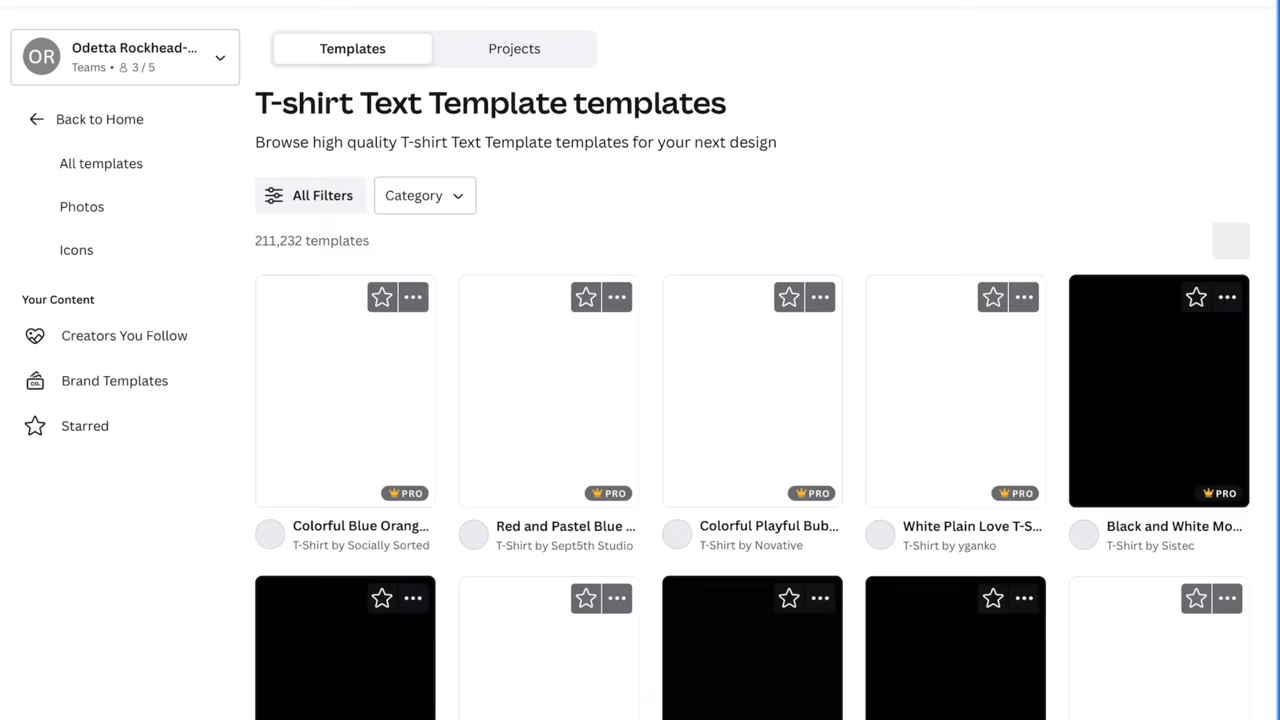 OR
Odetta Rockhead-...
Teams • 3 / 5
Back to Home
All templates
Photos
Icons
Your Content
Creators You Follow
CO.
Brand Templates
Starred
Templates
Projects
T-shirt Text Template templates
Browse high quality T-shirt Text Template templates for your next design
All Filters
Category
211,232 templates
PRO
Colorful Blue Orang...
T-Shirt by Socially Sorted
PRO
Red and Pastel Blue ...
T-Shirt by Sept5th Studio
PRO
Colorful Playful Bub...
T-Shirt by Novative
PRO
White Plain Love T-S...
T-Shirt by yganko
PRO
Black and White Mo...
T-Shirt by Sistec